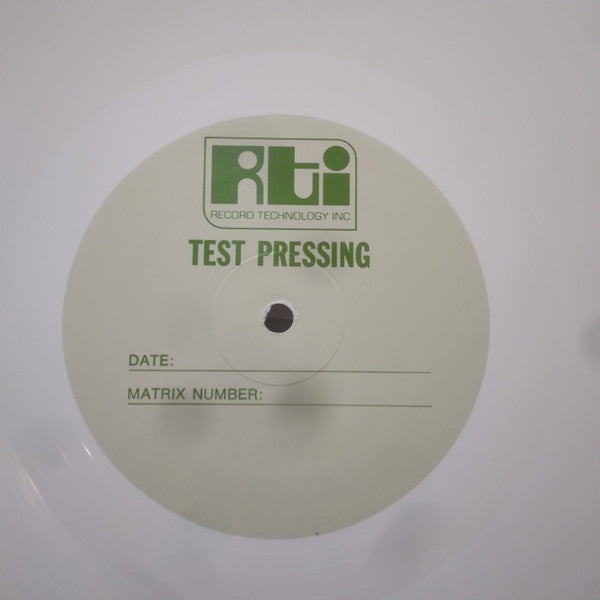 Rti
RECORD TECHNOLOGY INC
TEST PRESSING
DATE:
MATRIX NUMBER: